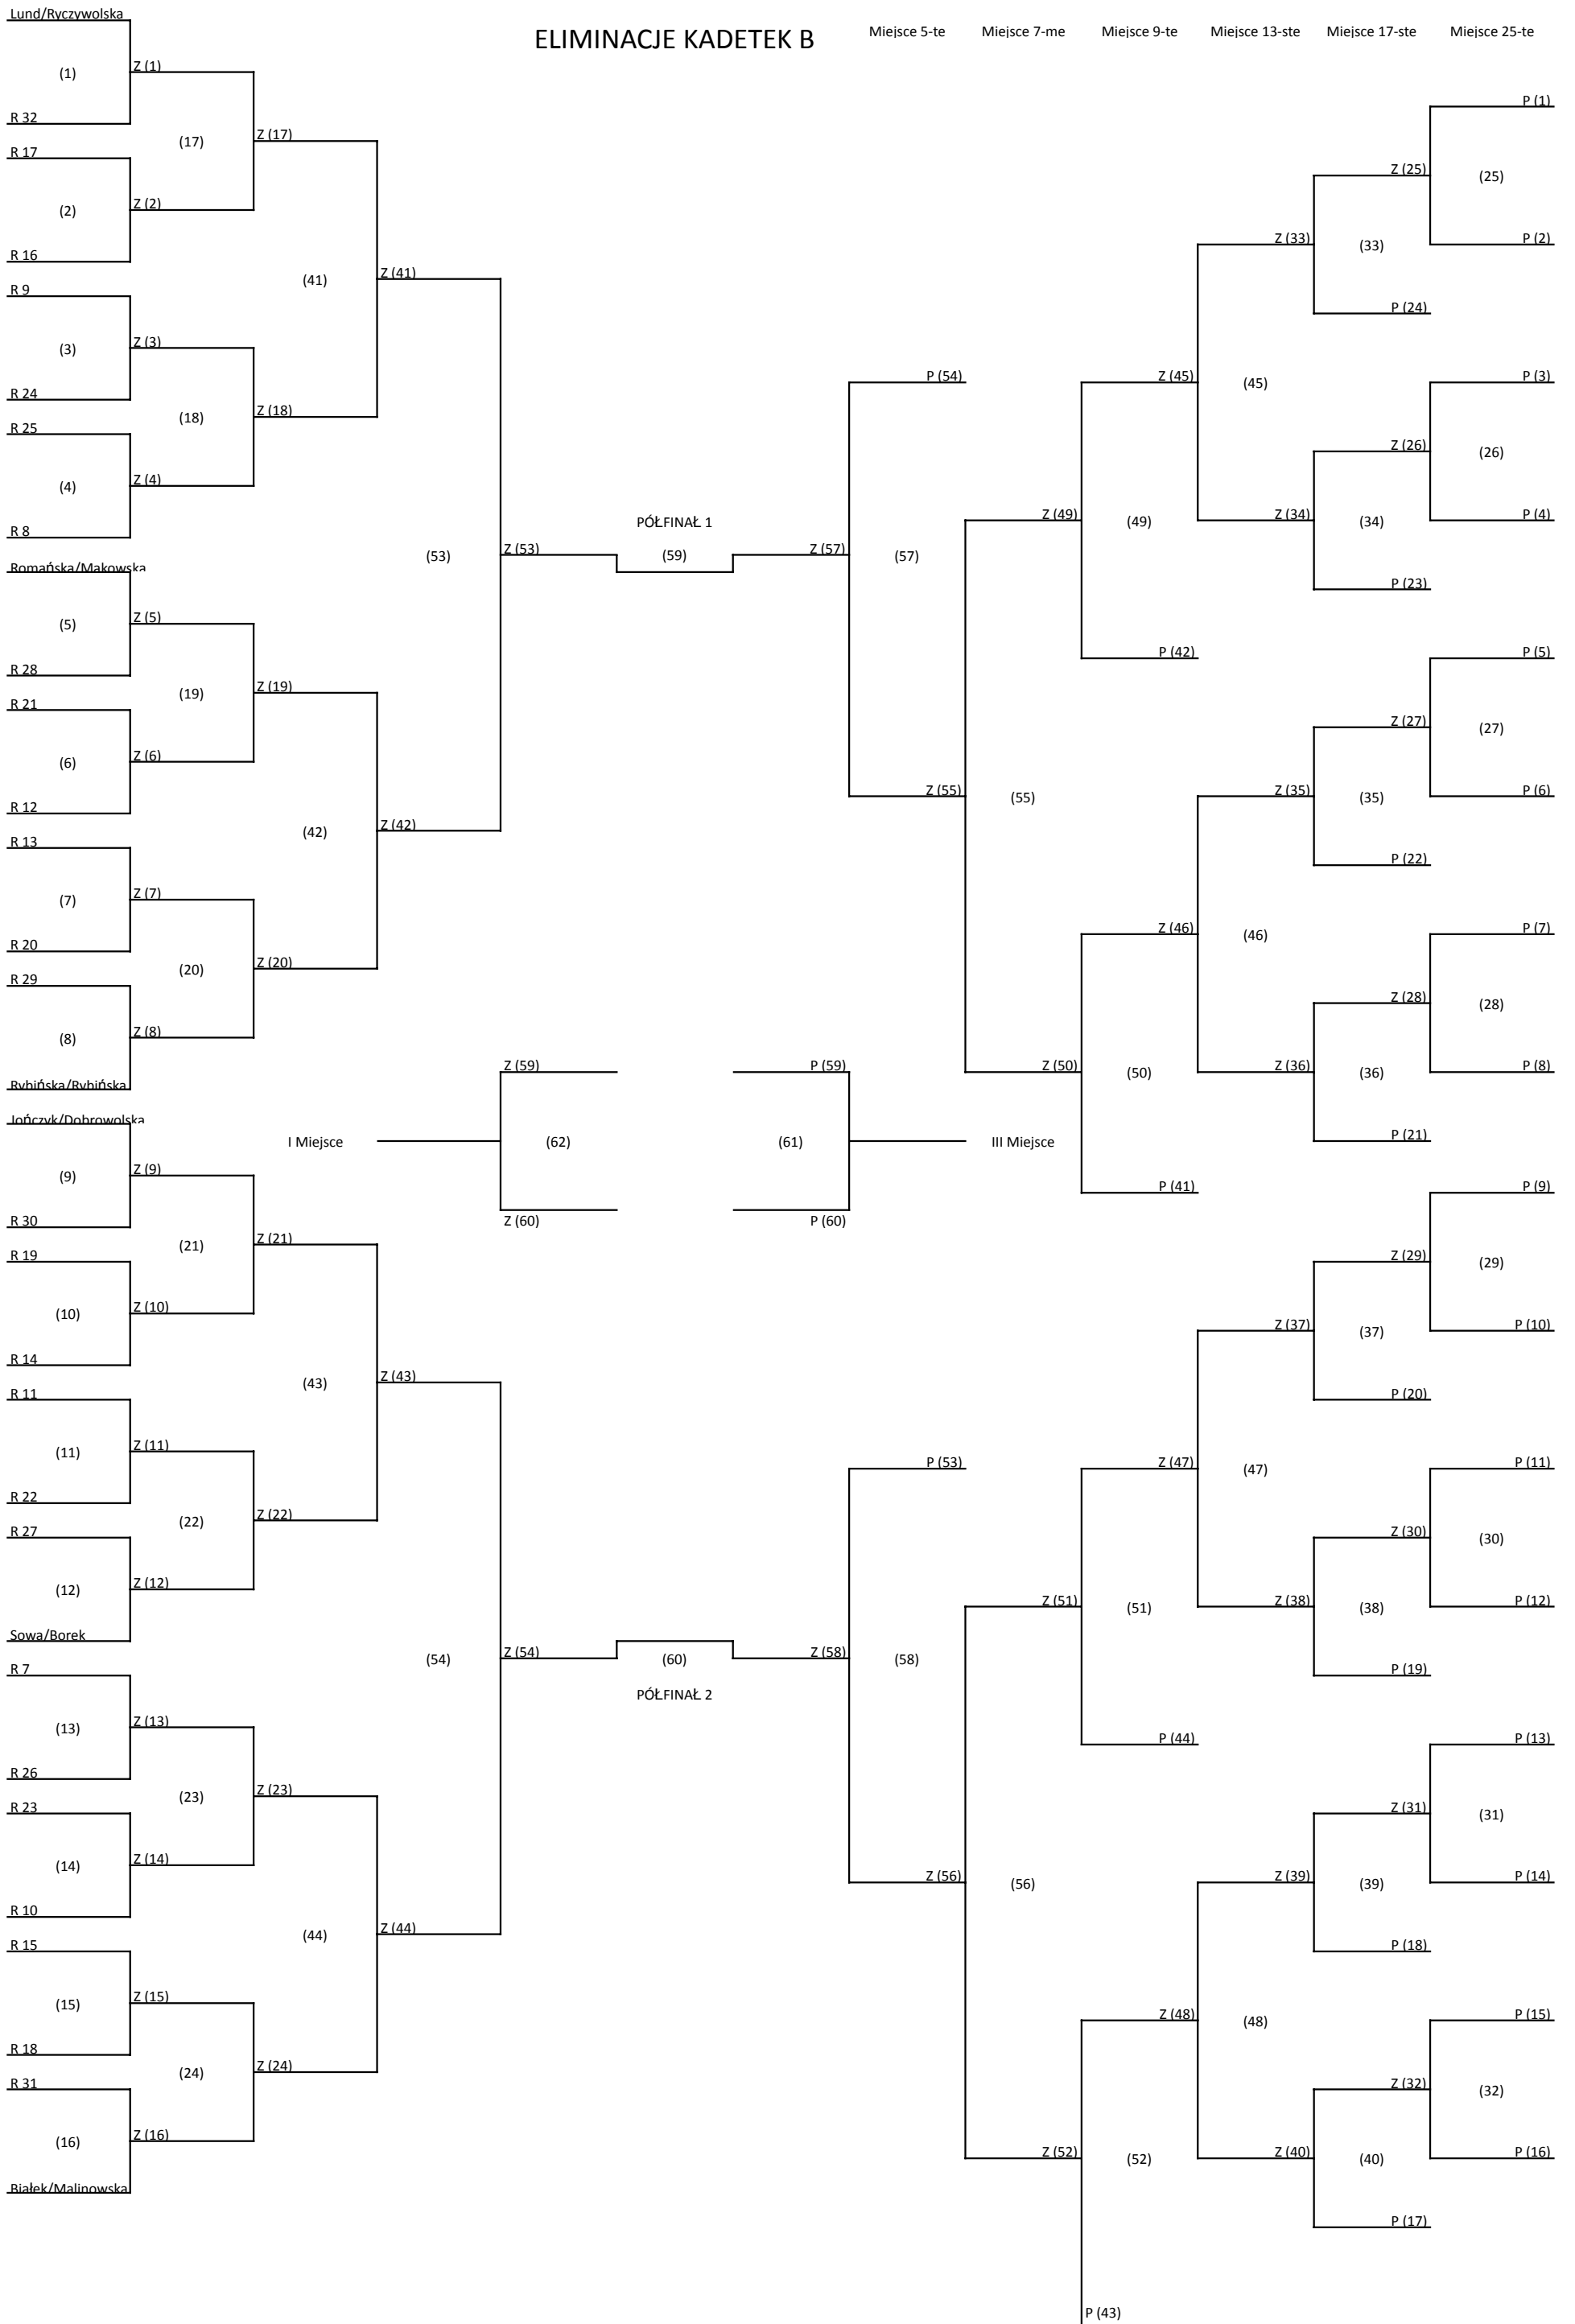 Lund/Ryczywolska
ELIMINACJE KADETEK B
Miejsce 5-te
Miejsce 7-me
Miejsce 9-te
Miejsce 13-ste
Miejsce 17-ste
Miejsce 25-te
(1)
Z (1)
R 32
P (1)
(17)
Z (17)
R 17
Z (25)
(25)
(2)
Z (2)
R 16
Z (33)
(33)
P (2)
(41)
Z (41)
R 9
P (24)
(3)
Z (3)
R 24
P (54)
Z (45)
(45)
P (3)
(18)
Z (18)
R 25
Z (26)
(26)
(4)
Z (4)
R 8
PÓŁFINAŁ 1
Z (49)
(49)
Z (34)
(34)
P (4)
(53)
Z (53)
(59)
Z (57)
(57)
Romańska/Makowska
P (23)
(5)
Z (5)
R 28
P (42)
P (5)
(19)
Z (19)
R 21
Z (27)
(27)
(6)
Z (6)
R 12
Z (55)
(55)
Z (35)
(35)
P (6)
(42)
Z (42)
R 13
P (22)
(7)
Z (7)
R 20
Z (46)
(46)
P (7)
(20)
Z (20)
R 29
Z (28)
(28)
(8)
Z (8)
Rybińska/Rybińska
Z (59)
P (59)
Z (50)
(50)
Z (36)
(36)
P (8)
Jończyk/Dobrowolska
I Miejsce
(62)
(61)
III Miejsce
P (21)
(9)
Z (9)
R 30
Z (60)
P (60)
P (41)
P (9)
(21)
Z (21)
R 19
Z (29)
(29)
(10)
Z (10)
R 14
Z (37)
(37)
P (10)
(43)
Z (43)
R 11
P (20)
(11)
Z (11)
R 22
P (53)
Z (47)
(47)
P (11)
(22)
Z (22)
R 27
Z (30)
(30)
(12)
Z (12)
Sowa/Borek
Z (51)
(51)
Z (38)
(38)
P (12)
(54)
Z (54)
(60)
Z (58)
(58)
R 7
P (19)
PÓŁFINAŁ 2
(13)
Z (13)
R 26
P (44)
P (13)
(23)
Z (23)
R 23
Z (31)
(31)
(14)
Z (14)
R 10
Z (56)
(56)
Z (39)
(39)
P (14)
(44)
Z (44)
R 15
P (18)
(15)
Z (15)
R 18
Z (48)
(48)
P (15)
(24)
Z (24)
R 31
Z (32)
(32)
(16)
Z (16)
Białek/Malinowska
Z (52)
(52)
Z (40)
(40)
P (16)
P (17)
P (43)